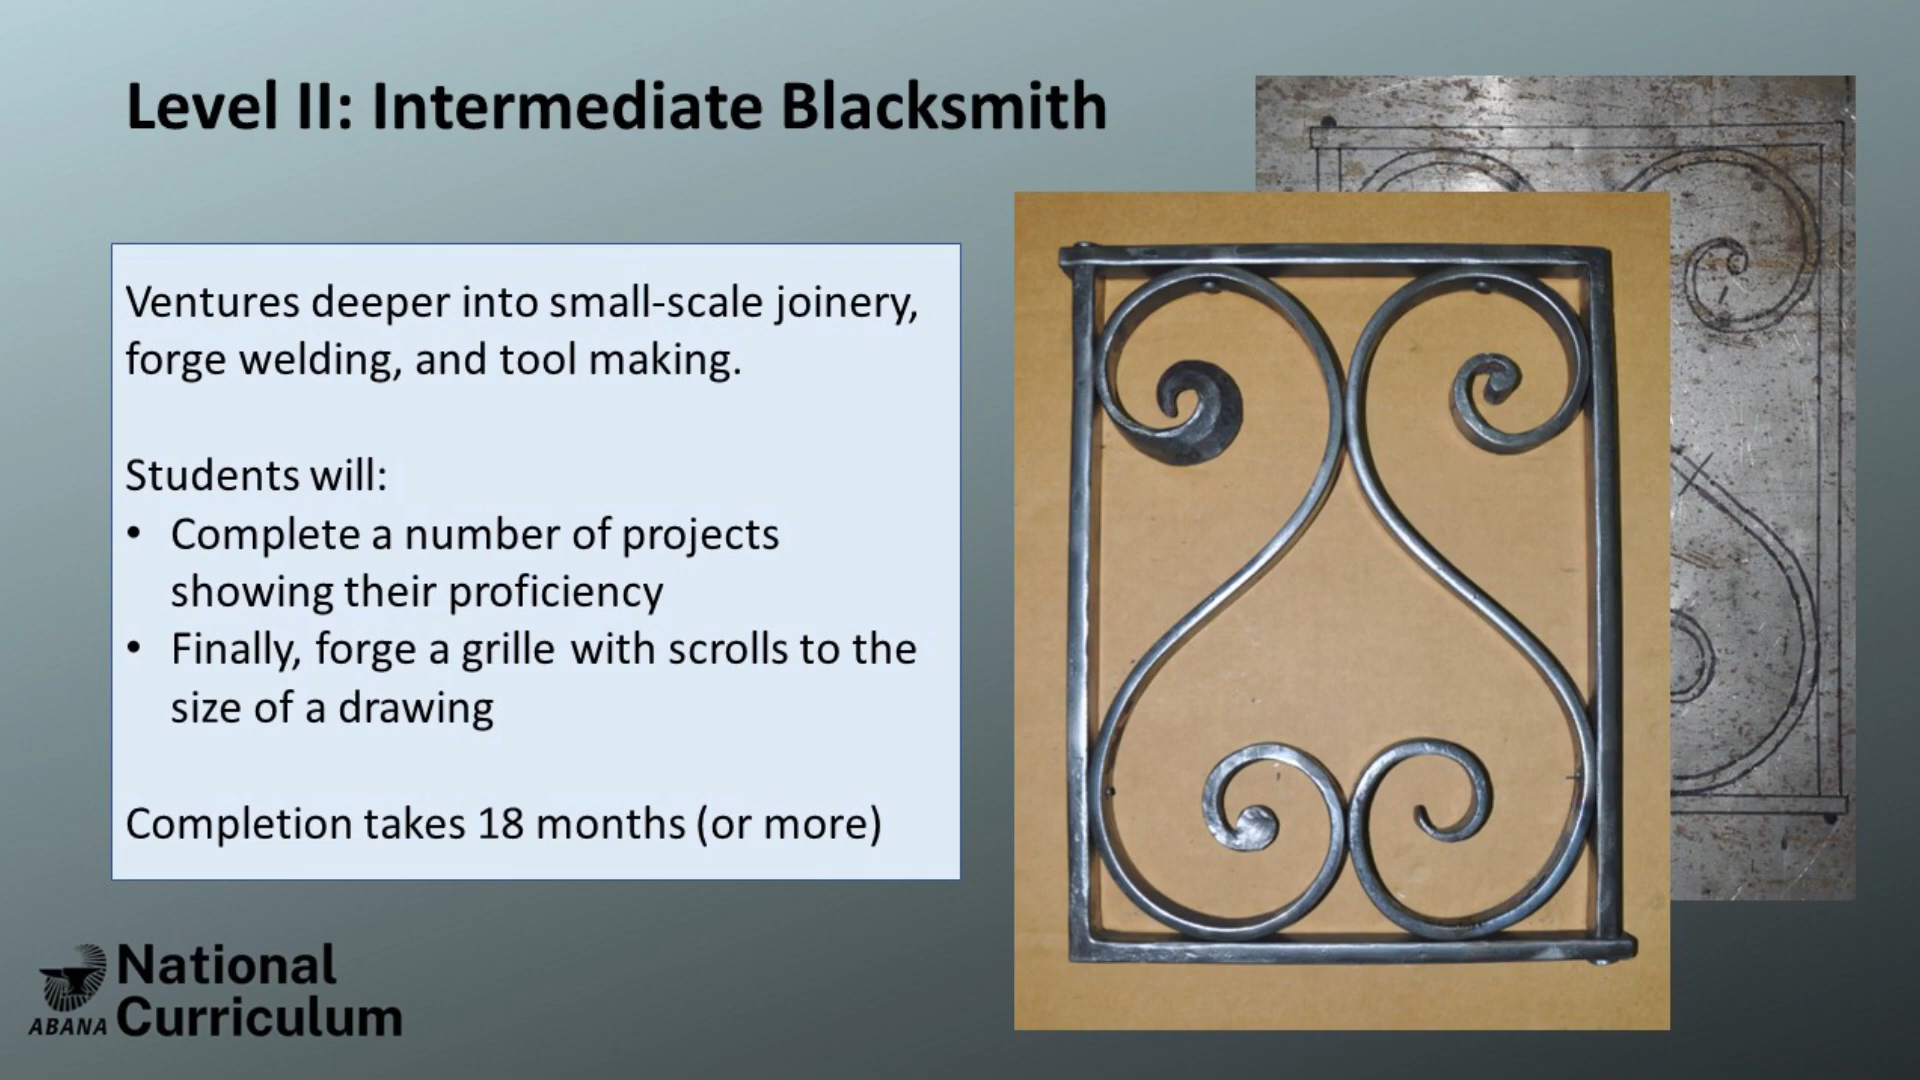 Level II: Intermediate Blacksmith
Ventures deeper into small-scale joinery,
forge welding, and tool making.
Students will:
• Complete a number of projects
showing their proficiency
• Finally, forge a grille with scrolls to the
size of a drawing
Completion takes 18 months (or more)
National
ABANA Curriculum